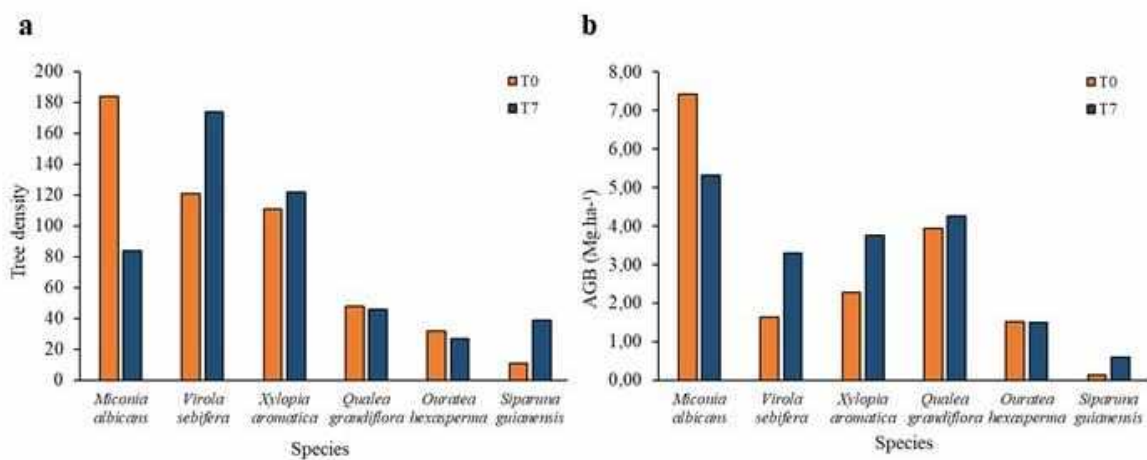 a
200
180
160
140
120
100
80
60
40
20
0
Tree density
T0
T7
Miconia albicans
Virola sebifera
Xylopia aromatica
Qualea grandiflora
Ouratea hexasperma
Siparuna guianensis
Species
b
8,00
7,00
6,00
5,00
4,00
3,00
2,00
1,00
0,00
AGB (Mg.ha-¹)
T0
T7
Miconia albicans
Virola sebifera
Xylopia aromatica
Qualea grandiflora
Ouratea hexasperma
Siparuna guianensis
Species